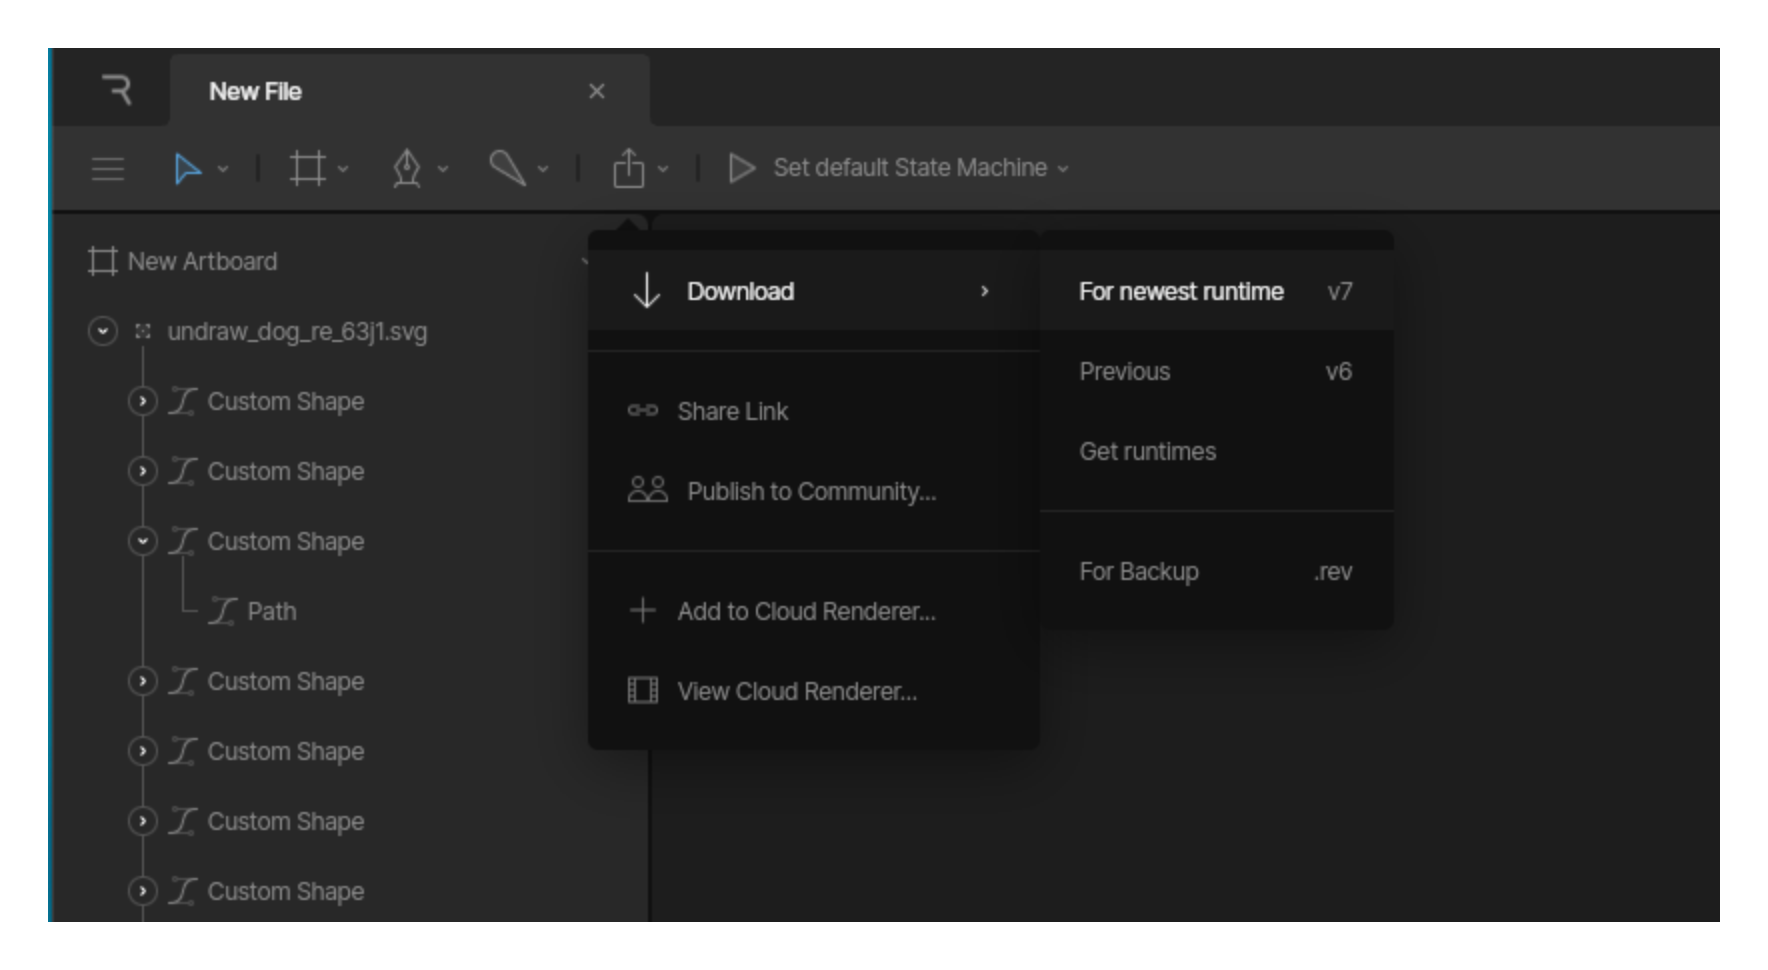 New File
Set default State Machine
New Artboard
undraw_dog_re_63j1.svg
Custom Shape
Custom Shape
Custom Shape
Path
Custom Shape
Custom Shape
Custom Shape
Custom Shape
Download
Share Link
Publish to Community...
Add to Cloud Renderer...
View Cloud Renderer...
For newest runtime v7
Previous v6
Get runtimes
For Backup .rev